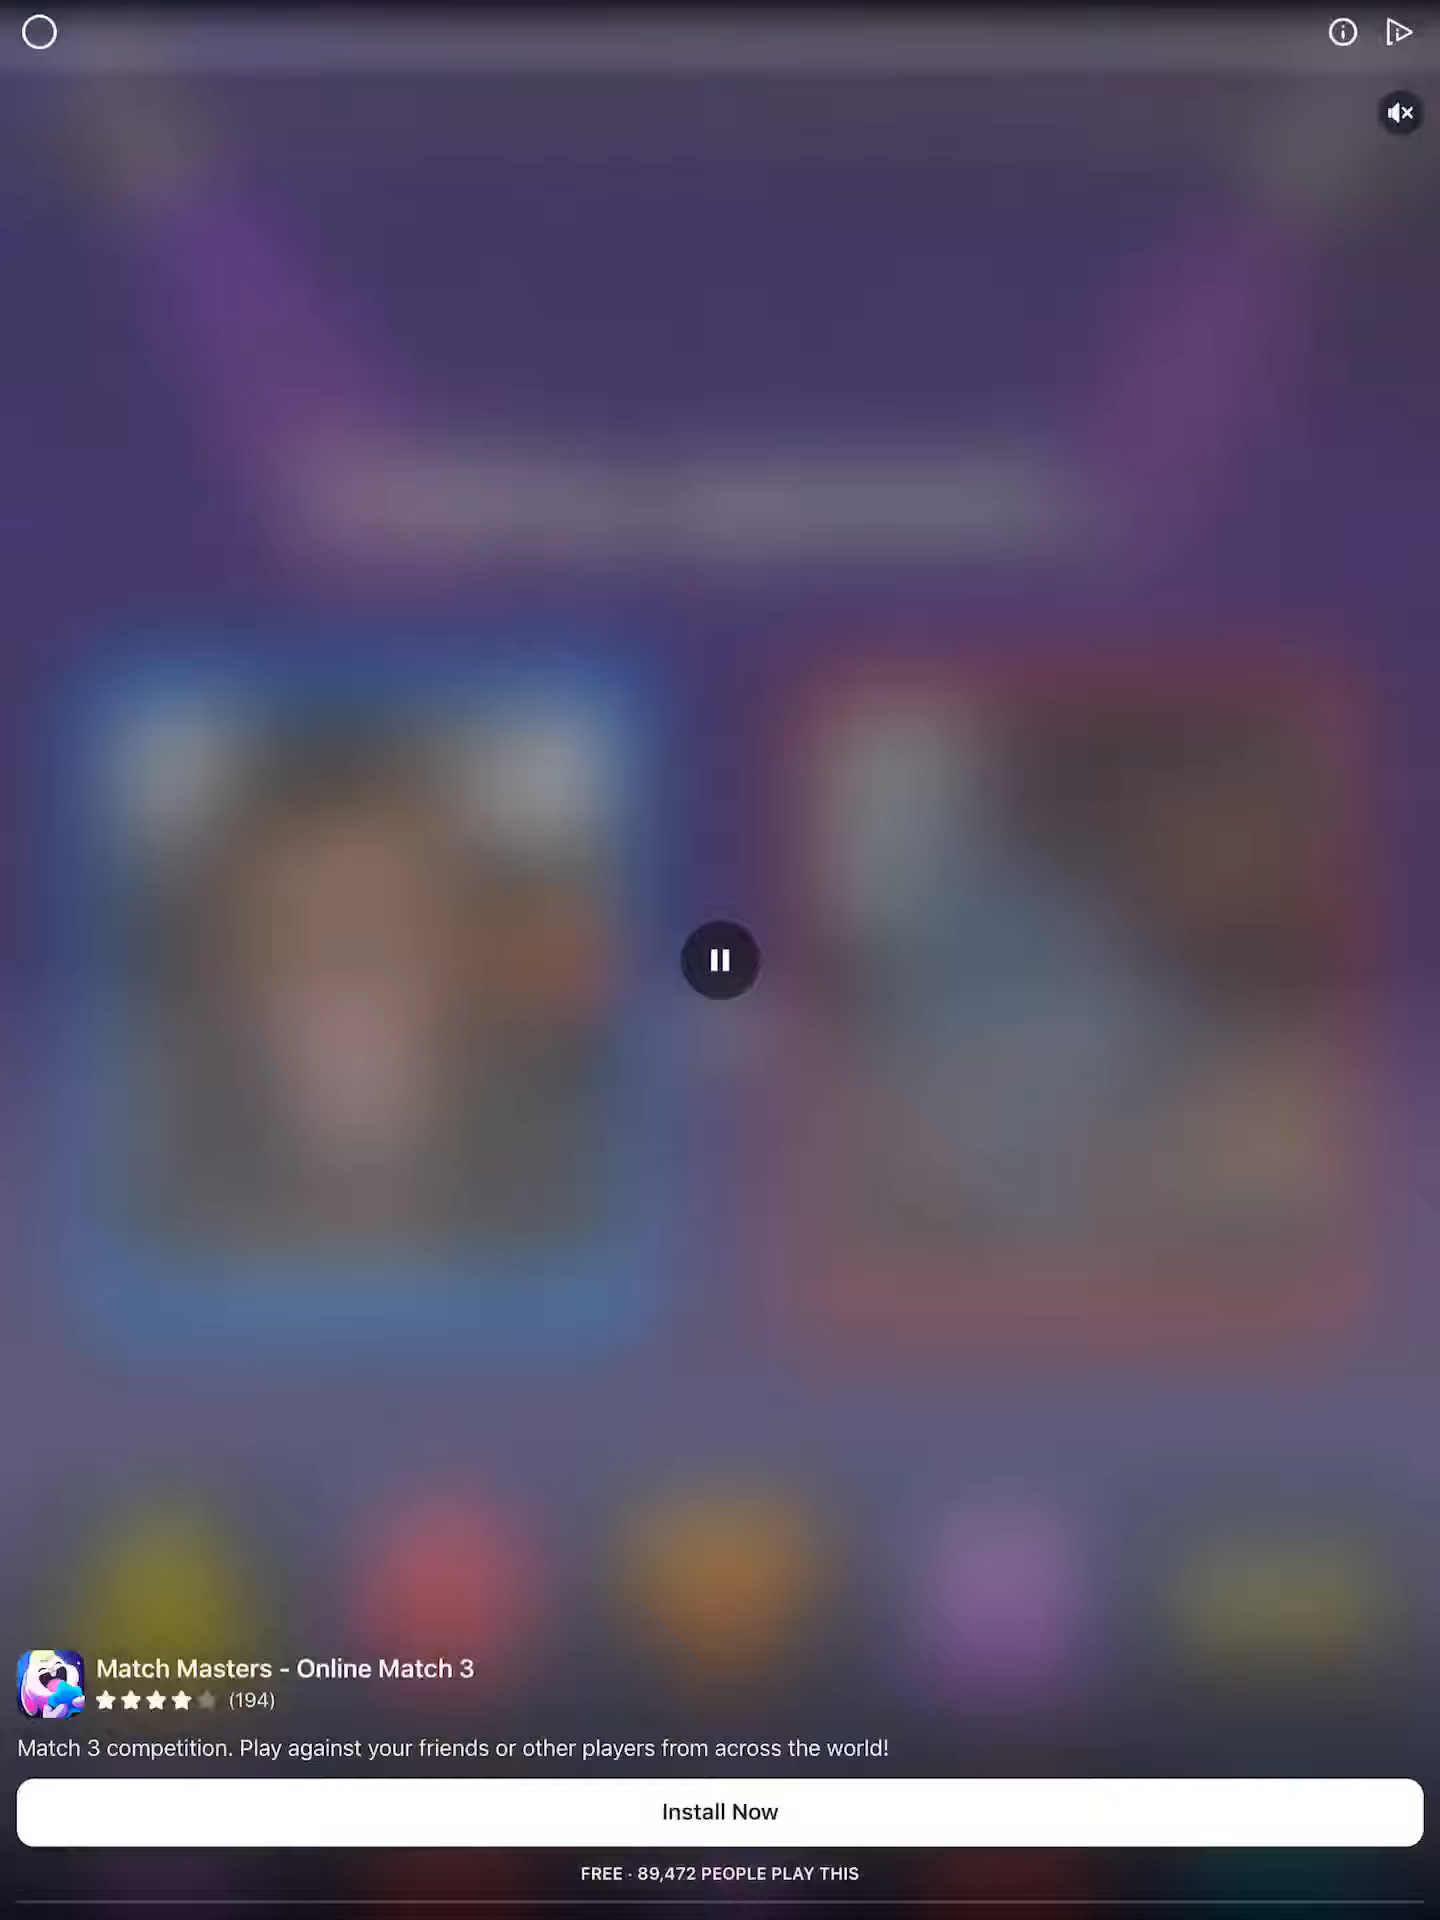 Match Masters - Online Match 3
(194)
Match 3 competition. Play against your friends or other players from across the world!
Install Now
FREE · 89,472 PEOPLE PLAY THIS